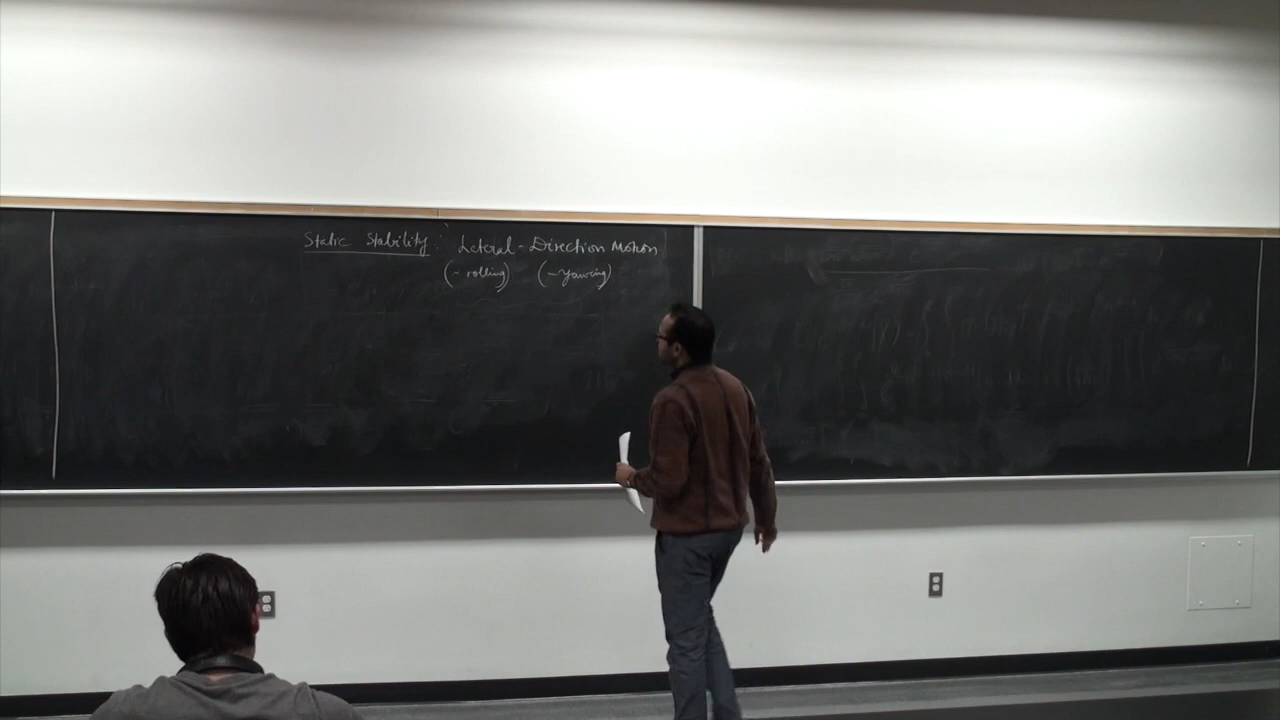 Static Stability: Lateral-Direction Motion
(~ rolling) (~ Yawing)